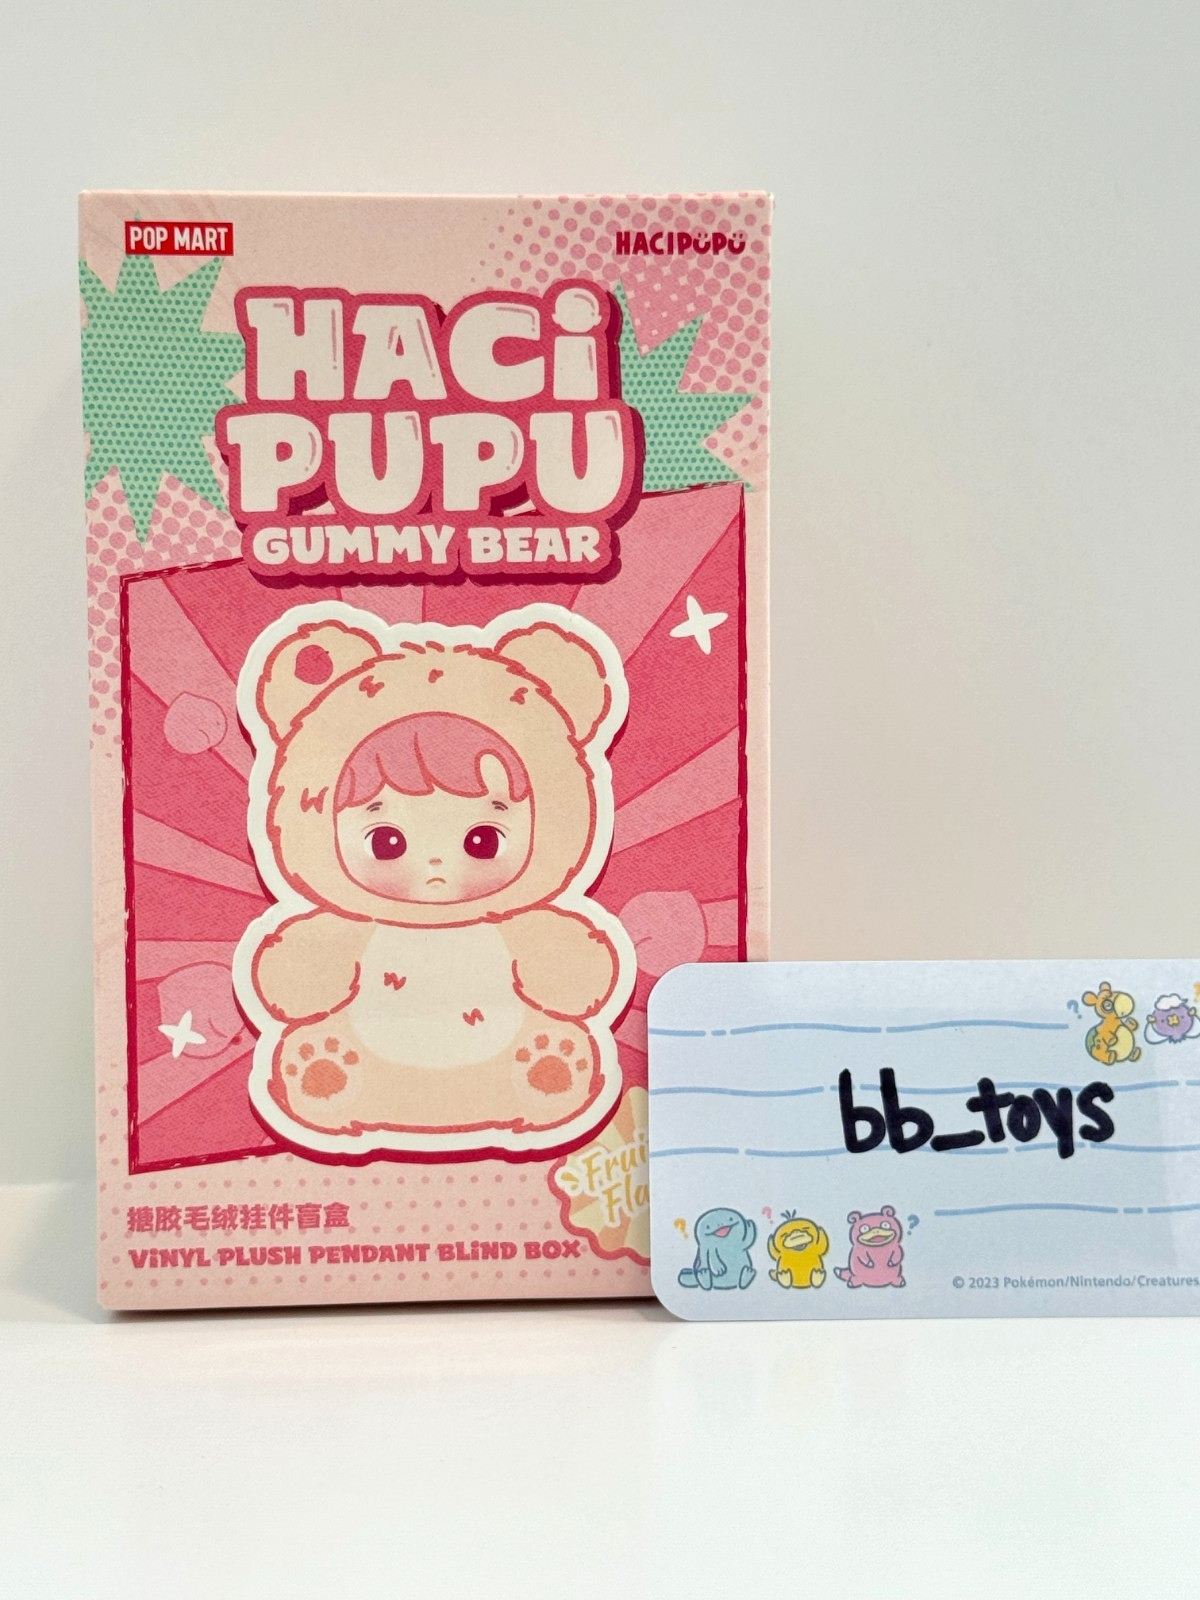 POP MART
HACIPUPU
HACI
PUPU
GUMMY BEAR
bb_toys
搪胶毛绒挂件盲盒
VINYL PLUSH PENDANT BLIND BOX
© 2023 Pokémon/Nintendo/Creatures